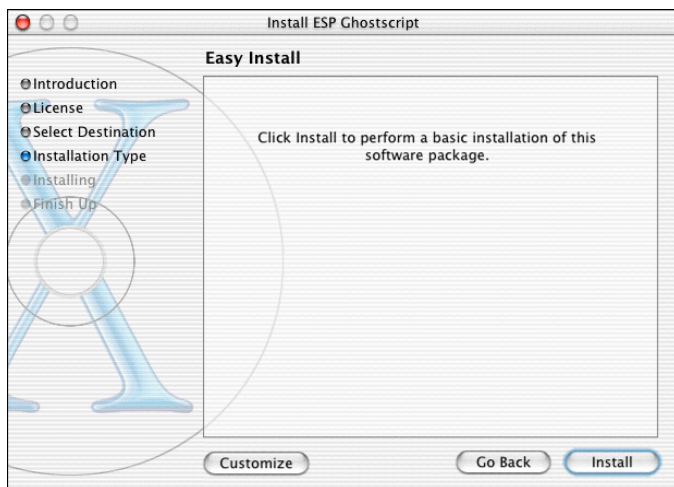 Install ESP Ghostscript
Easy Install
Introduction
License
Select Destination
Installation Type
Installing
Finish Up
Click Install to perform a basic installation of this
software package.
Customize
Go Back
Install